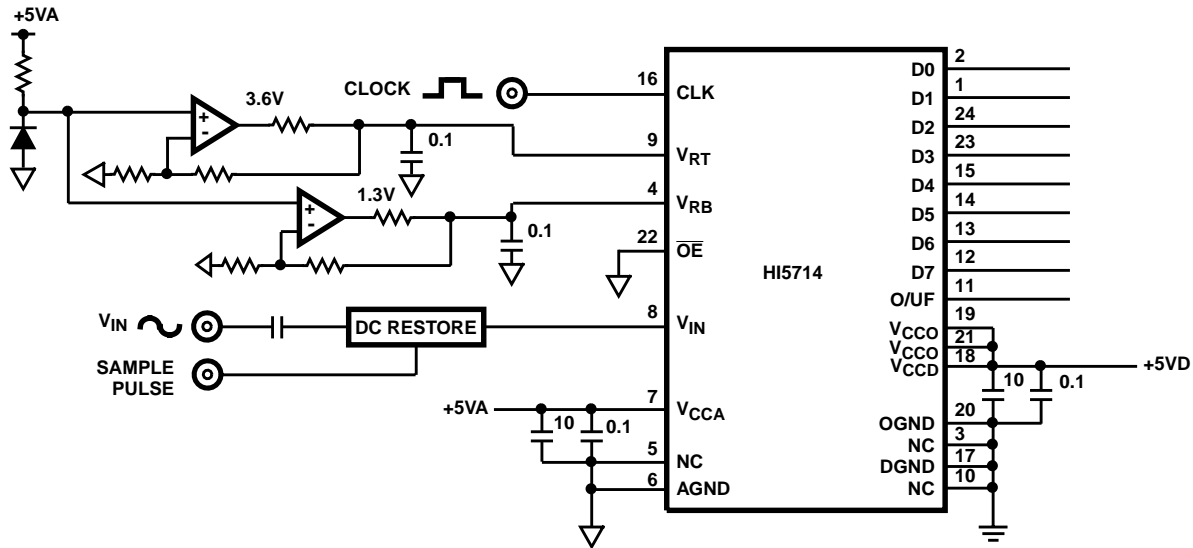 +5VA
3.6V
+
-
0.1
1.3V
+
-
0.1
CLOCK
VIN
DC RESTORE
SAMPLE
PULSE
+5VA
10
0.1
16 CLK
9 VRT
4 VRB
22 OE
8 VIN
7 VCCA
5 NC
6 AGND
HI5714
D0 2
D1 1
D2 24
D3 23
D4 15
D5 14
D6 13
D7 12
O/UF 11
VCCO 19
VCCO 21
VCCD 18
+5VD
10
0.1
OGND 20
NC 3
DGND 17
NC 10